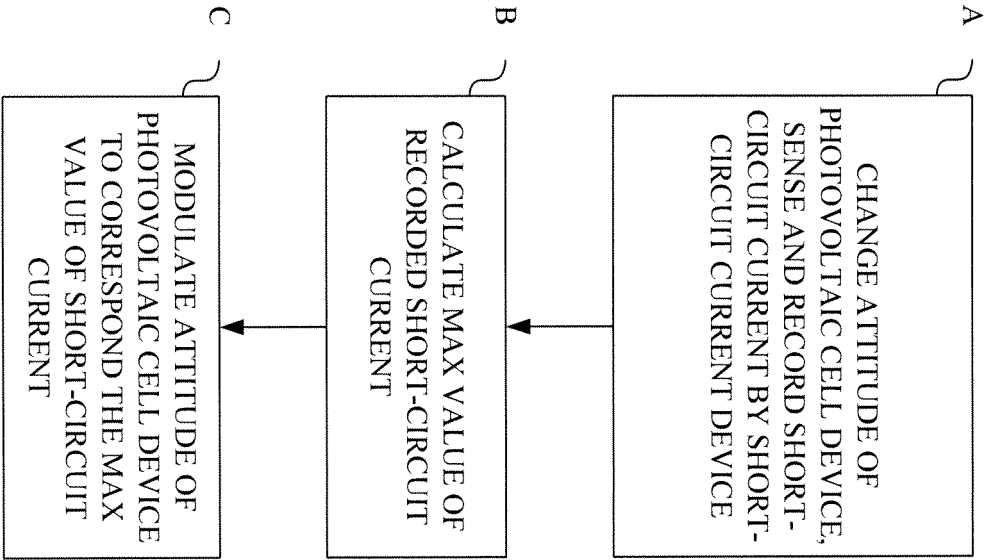 A
CHANGE ATTITUDE OF
PHOTOVOLTAIC CELL DEVICE,
SENSE AND RECORD SHORT-
CIRCUIT CURRENT BY SHORT-
CIRCUIT CURRENT DEVICE
B
CALCULATE MAX VALUE OF
RECORDED SHORT-CIRCUIT
CURRENT
C
MODULATE ATTITUDE OF
PHOTOVOLTAIC CELL DEVICE
TO CORRESPOND THE MAX
VALUE OF SHORT-CIRCUIT
CURRENT